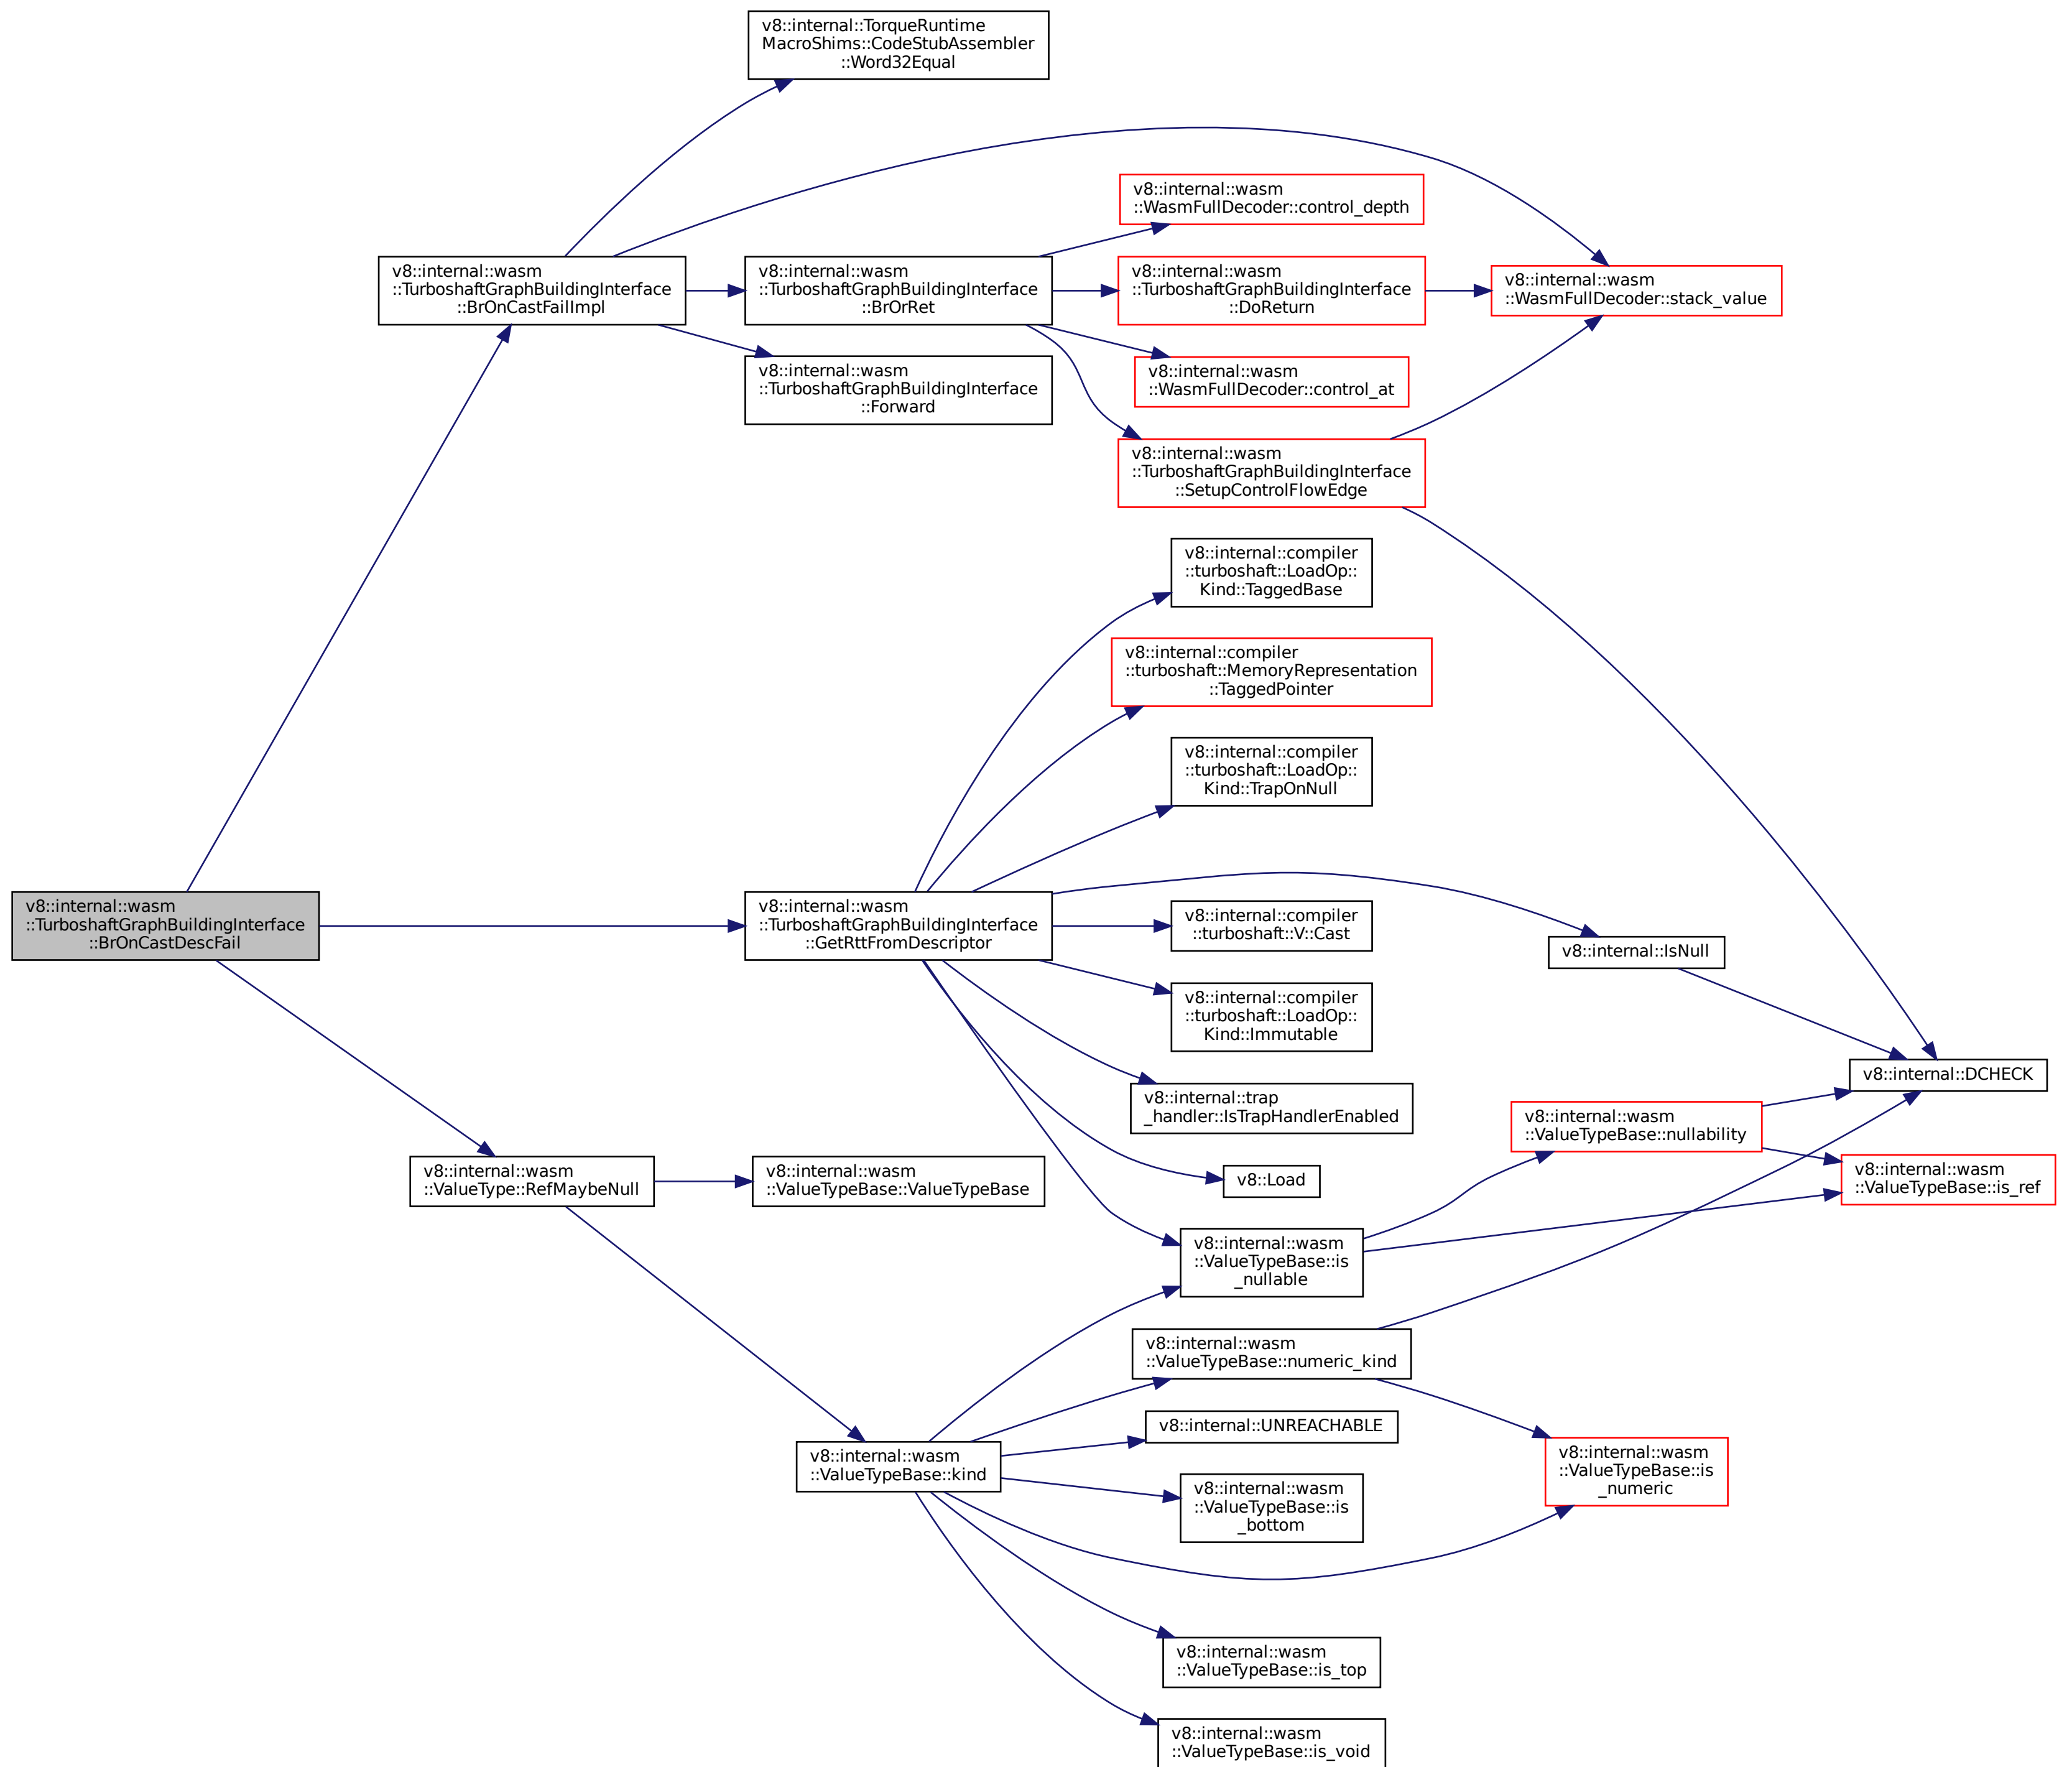 v8::internal::TorqueRuntime
MacroShims::CodeStubAssembler
::Word32Equal
v8::internal::wasm
::WasmFullDecoder::control_depth
v8::internal::wasm
::TurboshaftGraphBuildingInterface
::BrOnCastFailImpl
v8::internal::wasm
::TurboshaftGraphBuildingInterface
::BrOrRet
v8::internal::wasm
::TurboshaftGraphBuildingInterface
::DoReturn
v8::internal::wasm
::WasmFullDecoder::stack_value
v8::internal::wasm
::TurboshaftGraphBuildingInterface
::Forward
v8::internal::wasm
::WasmFullDecoder::control_at
v8::internal::wasm
::TurboshaftGraphBuildingInterface
::SetupControlFlowEdge
v8::internal::compiler
::turboshaft::LoadOp::
Kind::TaggedBase
v8::internal::compiler
::turboshaft::MemoryRepresentation
::TaggedPointer
v8::internal::compiler
::turboshaft::LoadOp::
Kind::TrapOnNull
v8::internal::wasm
::TurboshaftGraphBuildingInterface
::BrOnCastDescFail
v8::internal::wasm
::TurboshaftGraphBuildingInterface
::GetRttFromDescriptor
v8::internal::compiler
::turboshaft::V::Cast
v8::internal::IsNull
v8::internal::compiler
::turboshaft::LoadOp::
Kind::Immutable
v8::internal::DCHECK
v8::internal::trap
_handler::IsTrapHandlerEnabled
v8::internal::wasm
::ValueTypeBase::nullability
v8::internal::wasm
::ValueType::RefMaybeNull
v8::internal::wasm
::ValueTypeBase::ValueTypeBase
v8::Load
v8::internal::wasm
::ValueTypeBase::is_ref
v8::internal::wasm
::ValueTypeBase::is
_nullable
v8::internal::wasm
::ValueTypeBase::numeric_kind
v8::internal::UNREACHABLE
v8::internal::wasm
::ValueTypeBase::kind
v8::internal::wasm
::ValueTypeBase::is
_numeric
v8::internal::wasm
::ValueTypeBase::is
_bottom
v8::internal::wasm
::ValueTypeBase::is_top
v8::internal::wasm
::ValueTypeBase::is_void